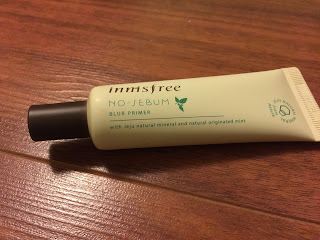 innisfree
NO·SEBUM
BLUR PRIMER
with Jeju natural mineral and natural originated mint